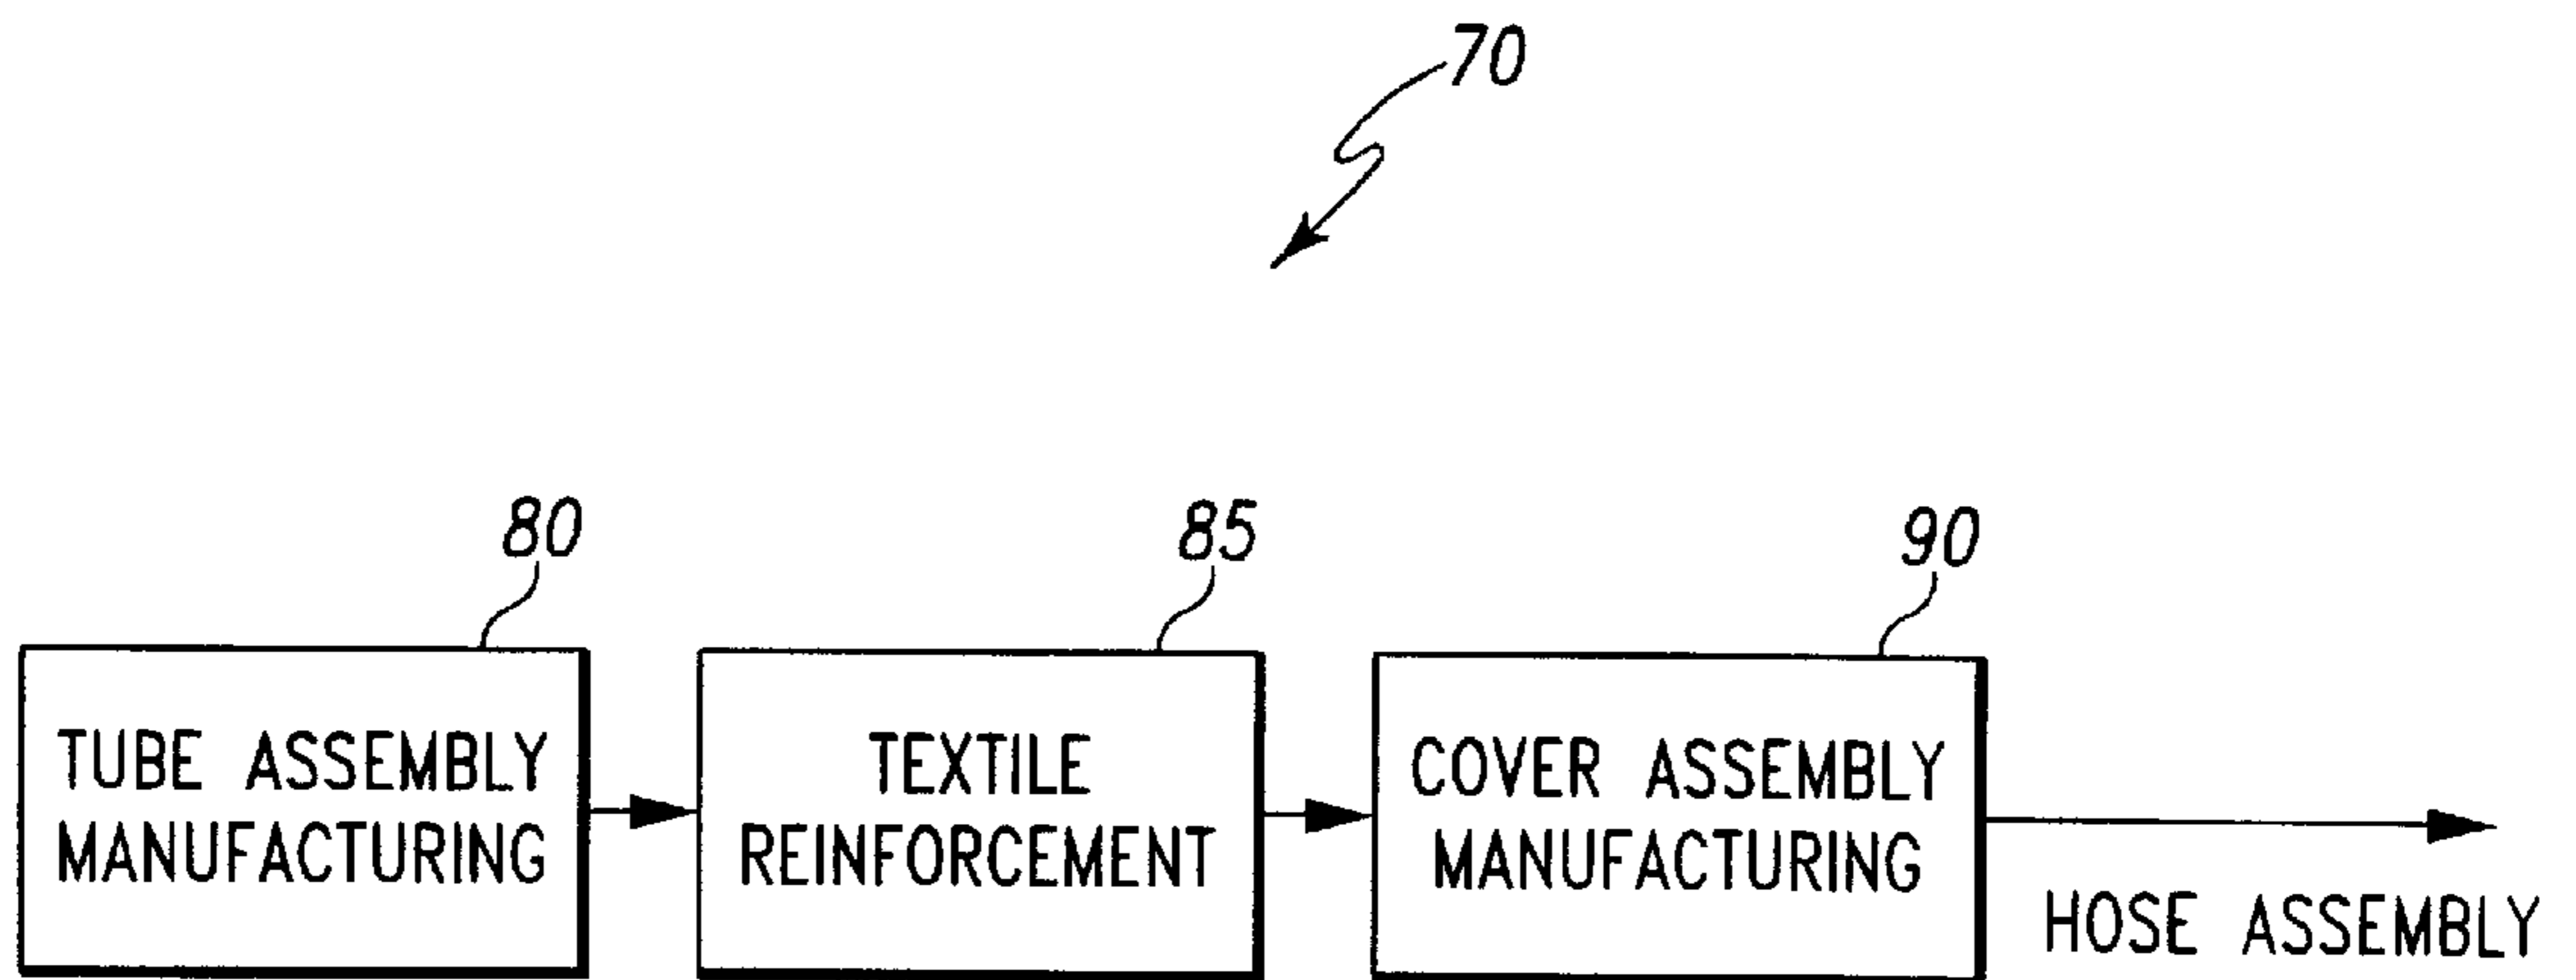 70
80
85
90
TUBE ASSEMBLY
MANUFACTURING
TEXTILE
REINFORCEMENT
COVER ASSEMBLY
MANUFACTURING
HOSE ASSEMBLY